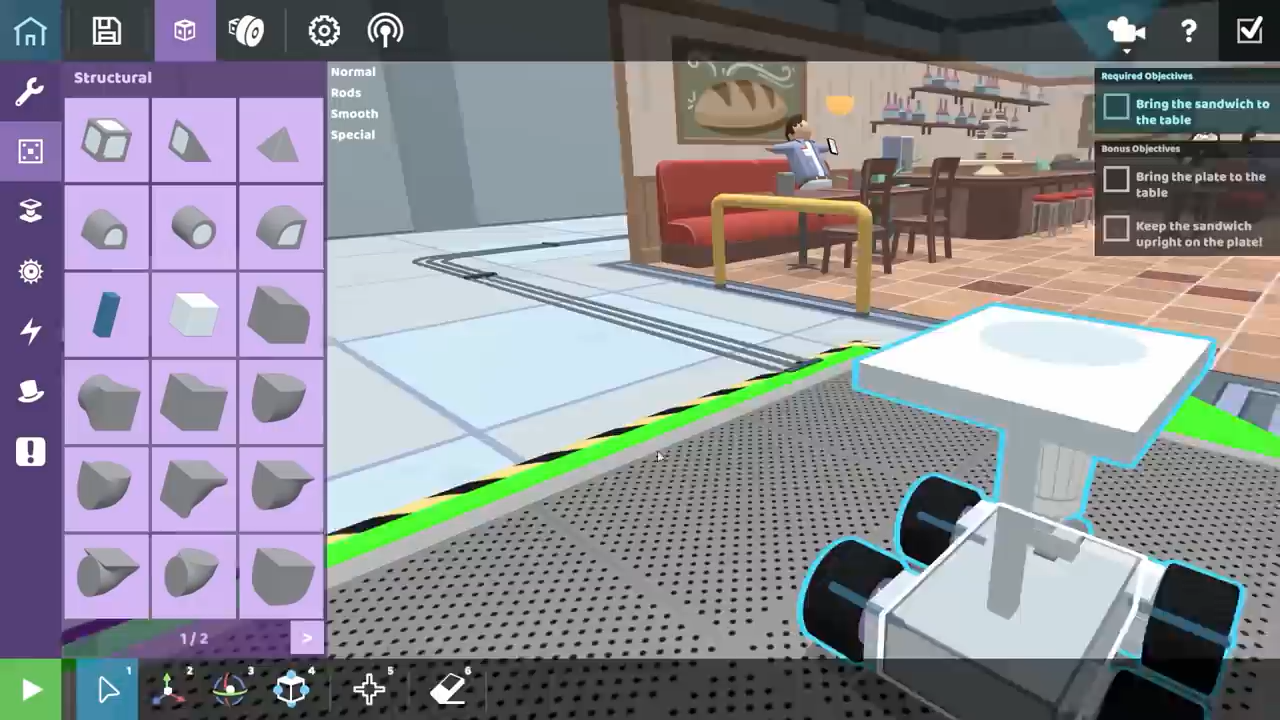 ?
Structural
Normal
Rods
Smooth
Special
Required Objectives
Bring the sandwich to
the table
Bonus Objectives
Bring the plate to the
table
Keep the sandwich
upright on the plate!
!
1/2
>
1
2
3
4
5
6